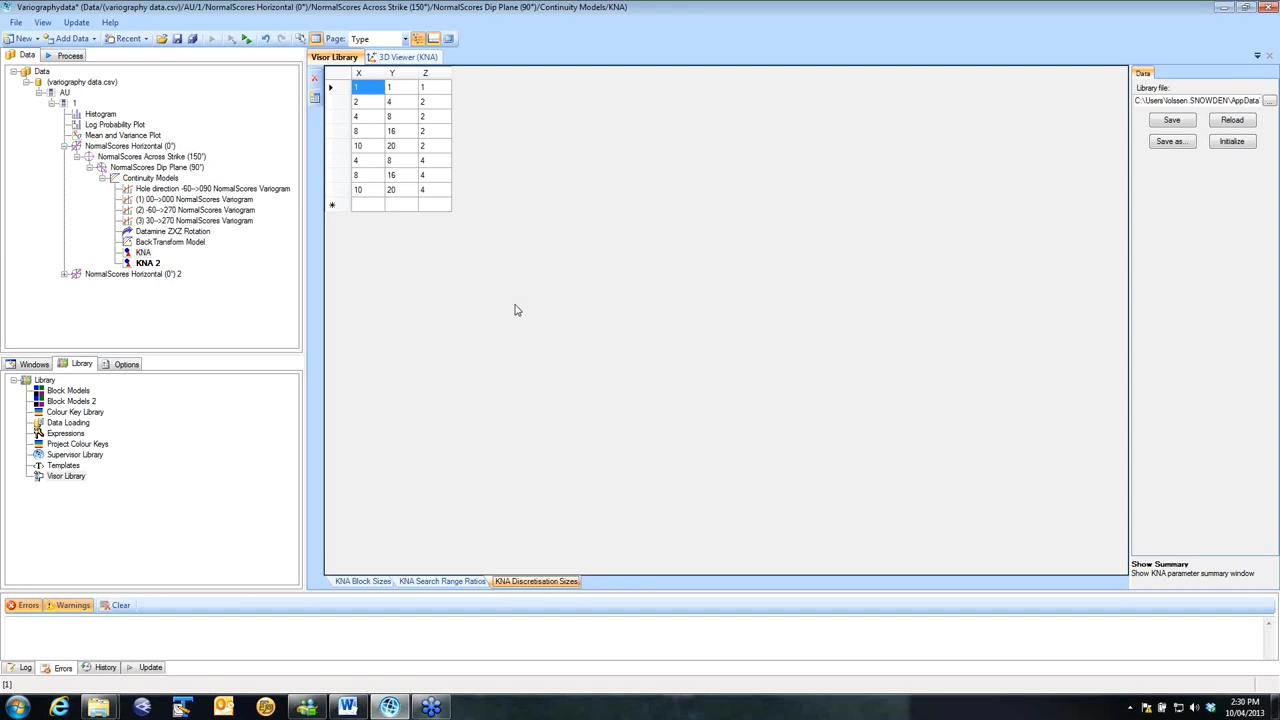 Variographydata* (Data/(variography data.csv)/AU/1/NormalScores Horizontal (0°)/NormalScores Across Strike (150°)/NormalScores Dip Plane (90°)/Continuity Models/KNA)
File View Update Help
New Add Data Recent Page: Type
Data Process
Visor Library 3D Viewer (KNA)
Data
(variography data.csv)
AU
1
Histogram
Log Probability Plot
Mean and Variance Plot
NormalScores Horizontal (0°)
NormalScores Across Strike (150°)
NormalScores Dip Plane (90°)
Continuity Models
Hole direction -60-->090 NormalScores Variogram
(1) 00-->000 NormalScores Variogram
(2) -60-->270 NormalScores Variogram
(3) 30-->270 NormalScores Variogram
Datamine ZXZ Rotation
BackTransform Model
KNA
KNA 2
NormalScores Horizontal (0°) 2
X Y Z
1 1 1
2 4 2
4 8 2
8 16 2
10 20 2
4 8 4
8 16 4
10 20 4
Data
Library file:
C:\Users\lolssen.SNOWDEN\AppData ...
Save Reload
Save as... Initialize
Windows Library Options
Library
Block Models
Block Models 2
Colour Key Library
Data Loading
Expressions
Project Colour Keys
Supervisor Library
Templates
Visor Library
KNA Block Sizes KNA Search Range Ratios KNA Discretisation Sizes
Show Summary
Show KNA parameter summary window
Errors Warnings Clear
Log Errors History Update
[1]
2:30 PM
10/04/2013